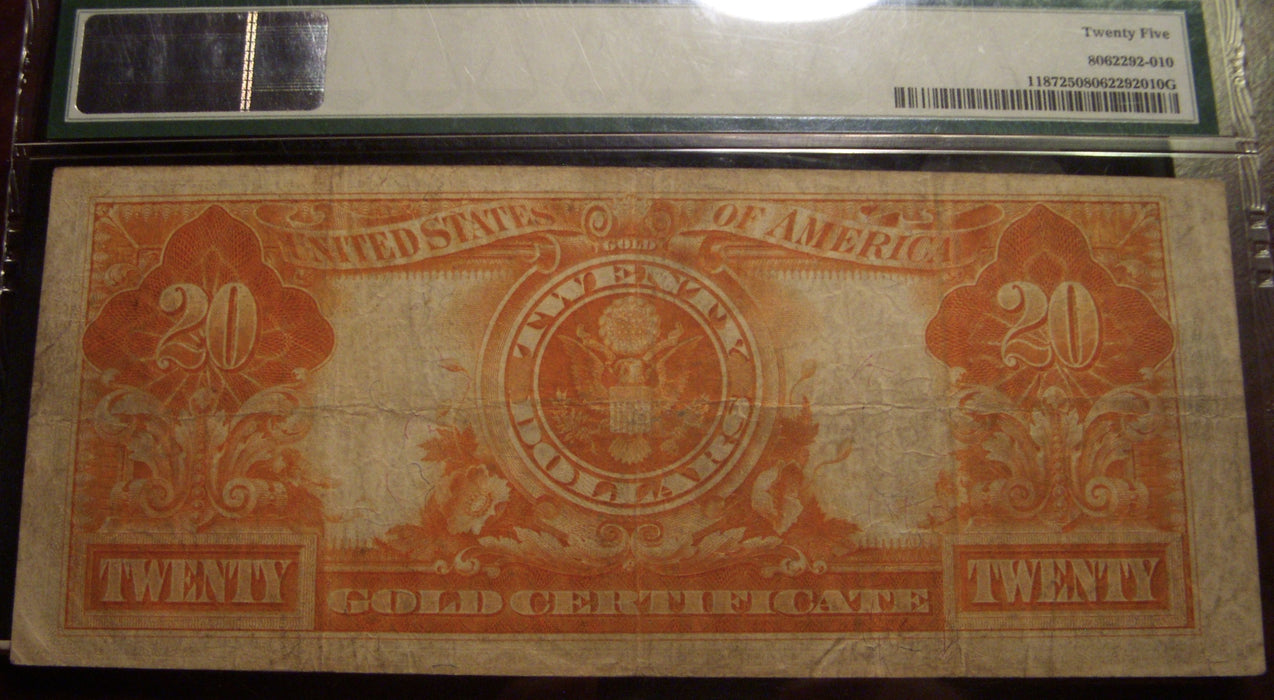 Twenty Five
8062292-010
11872508062292010G
UNITED STATES OF AMERICA
GOLD
20 TWENTY DOLLARS 20
TWENTY GOLD CERTIFICATE TWENTY